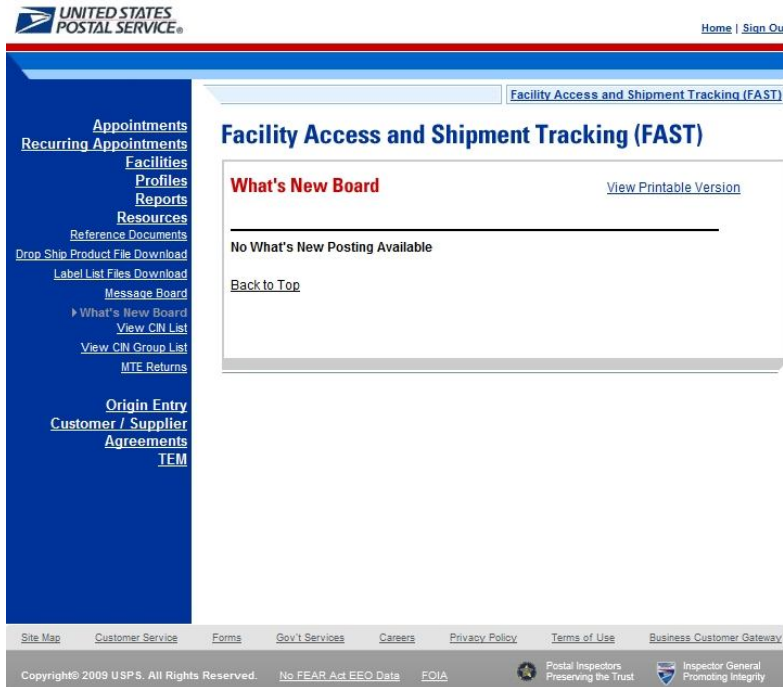 UNITED STATES
POSTAL SERVICE®
Home | Sign Ou
Facility Access and Shipment Tracking (FAST)
Appointments
Recurring Appointments
Facilities
Profiles
Reports
Resources
Reference Documents
Drop Ship Product File Download
Label List Files Download
Message Board
What's New Board
View CIN List
View CIN Group List
MTE Returns
Origin Entry
Customer / Supplier
Agreements
TEM
Facility Access and Shipment Tracking (FAST)
What's New Board
View Printable Version
No What's New Posting Available
Back to Top
Site Map Customer Service Forms Gov't Services Careers Privacy Policy Terms of Use Business Customer Gateway
Copyright© 2009 USPS. All Rights Reserved. No FEAR Act EEO Data FOIA
Postal Inspectors
Preserving the Trust
Inspector General
Promoting Integrity